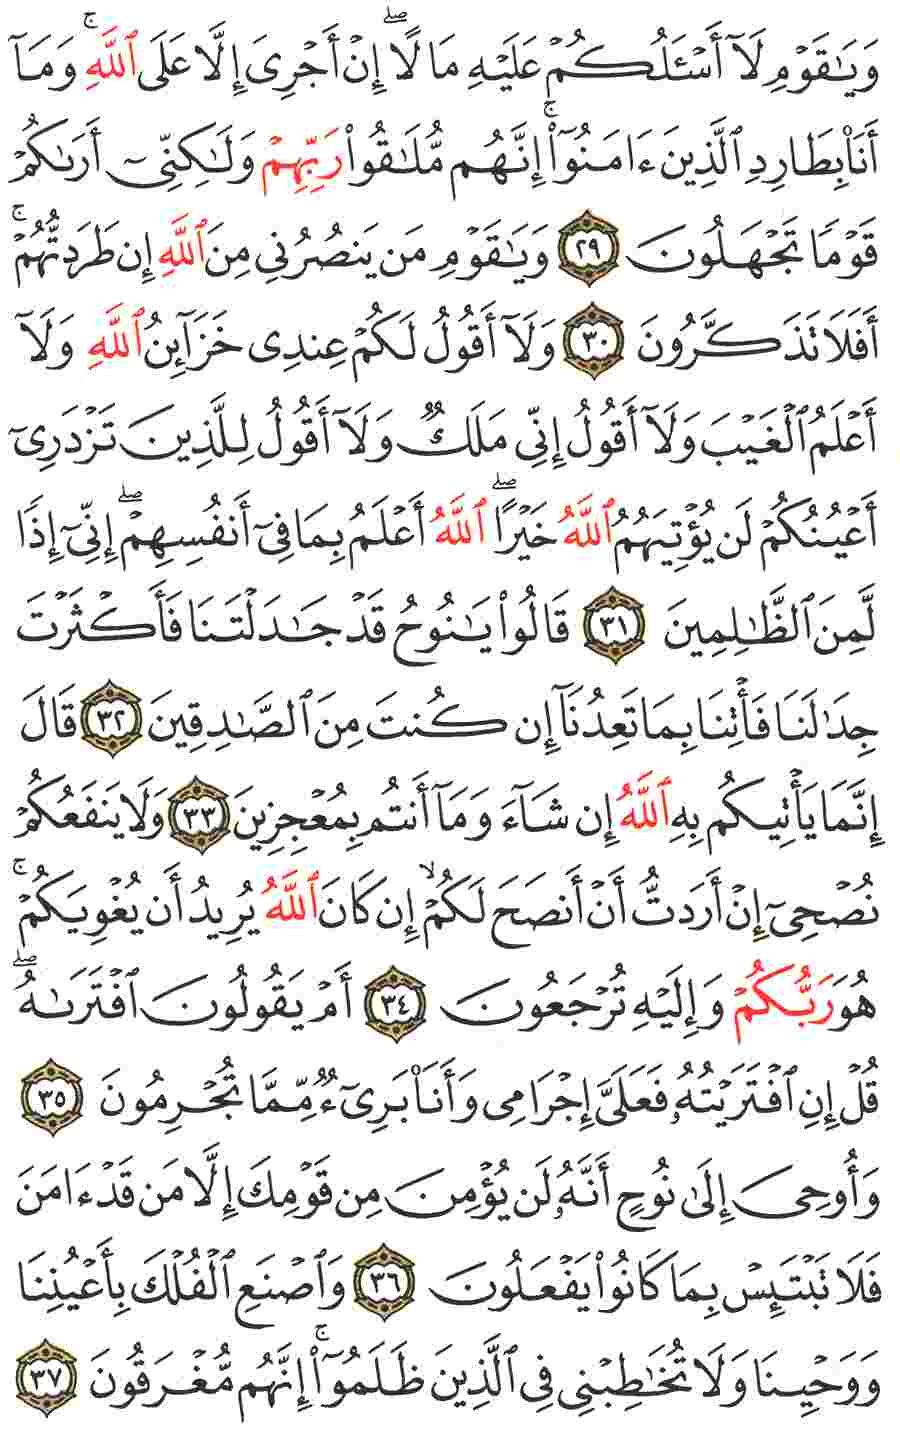 وَيَٰقَوْمِ لَآ أَسْـَٔلُكُمْ عَلَيْهِ مَالًا ۖ إِنْ أَجْرِىَ إِلَّا عَلَى ٱللَّهِ ۚ وَمَآ
أَنَا۠ بِطَارِدِ ٱلَّذِينَ ءَامَنُوٓا۟ ۚ إِنَّهُم مُّلَٰقُوا۟ رَبِّهِمْ وَلَٰكِنِّىٓ أَرَىٰكُمْ
قَوْمًا تَجْهَلُونَ ٢٩ وَيَٰقَوْمِ مَن يَنصُرُنِى مِنَ ٱللَّهِ إِن طَرَدتُّهُمْ ۚ
أَفَلَا تَذَكَّرُونَ ٣٠ وَلَآ أَقُولُ لَكُمْ عِندِى خَزَآئِنُ ٱللَّهِ وَلَآ
أَعْلَمُ ٱلْغَيْبَ وَلَآ أَقُولُ إِنِّى مَلَكٌ وَلَآ أَقُولُ لِلَّذِينَ تَزْدَرِىٓ
أَعْيُنُكُمْ لَن يُؤْتِيَهُمُ ٱللَّهُ خَيْرًا ۖ ٱللَّهُ أَعْلَمُ بِمَا فِىٓ أَنفُسِهِمْ ۖ إِنِّىٓ إِذًا
لَّمِنَ ٱلظَّٰلِمِينَ ٣١ قَالُوا۟ يَٰنُوحُ قَدْ جَٰدَلْتَنَا فَأَكْثَرْتَ
جِدَٰلَنَا فَأْتِنَا بِمَا تَعِدُنَآ إِن كُنتَ مِنَ ٱلصَّٰدِقِينَ ٣٢ قَالَ
إِنَّمَا يَأْتِيكُم بِهِ ٱللَّهُ إِن شَآءَ وَمَآ أَنتُم بِمُعْجِزِينَ ٣٣ وَلَا يَنفَعُكُمْ
نُصْحِىٓ إِنْ أَرَدتُّ أَنْ أَنصَحَ لَكُمْ ۙ إِن كَانَ ٱللَّهُ يُرِيدُ أَن يُغْوِيَكُمْ ۚ
هُوَ رَبُّكُمْ وَإِلَيْهِ تُرْجَعُونَ ٣٤ أَمْ يَقُولُونَ ٱفْتَرَىٰهُ ۖ
قُلْ إِنِ ٱفْتَرَيْتُهُۥ فَعَلَىَّ إِجْرَامِى وَأَنَا۠ بَرِىٓءٌ مِّمَّا تُجْرِمُونَ ٣٥
وَأُوحِىَ إِلَىٰ نُوحٍ أَنَّهُۥ لَن يُؤْمِنَ مِن قَوْمِكَ إِلَّا مَن قَدْ ءَامَنَ
فَلَا تَبْتَئِسْ بِمَا كَانُوا۟ يَفْعَلُونَ ٣٦ وَٱصْنَعِ ٱلْفُلْكَ بِأَعْيُنِنَا
وَوَحْيِنَا وَلَا تُخَٰطِبْنِى فِى ٱلَّذِينَ ظَلَمُوٓا۟ ۚ إِنَّهُم مُّغْرَقُونَ ٣٧